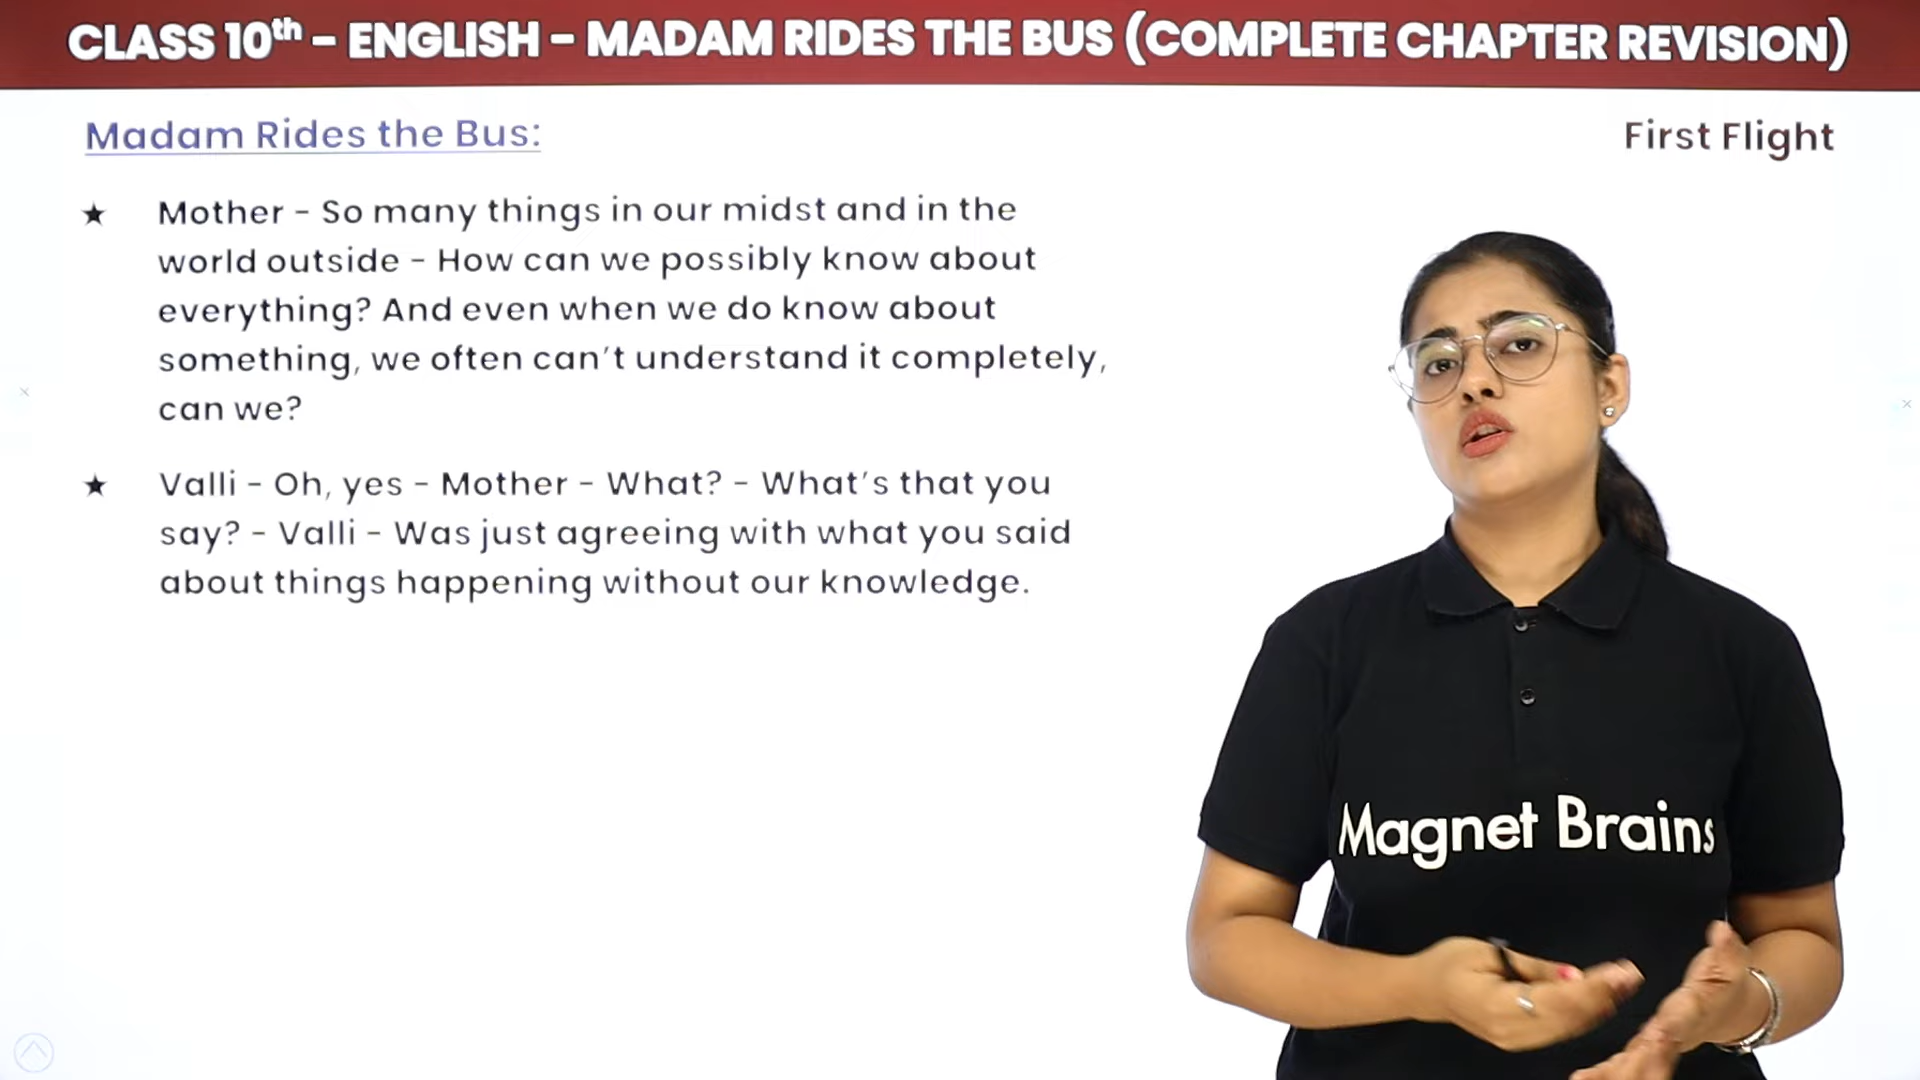 CLASS 10th – ENGLISH – MADAM RIDES THE BUS (COMPLETE CHAPTER REVISION)
Madam Rides the Bus:
First Flight
★ Mother – So many things in our midst and in the
world outside – How can we possibly know about
everything? And even when we do know about
something, we often can't understand it completely,
can we?
★ Valli – Oh, yes – Mother – What? – What's that you
say? – Valli – Was just agreeing with what you said
about things happening without our knowledge.
Magnet Brains